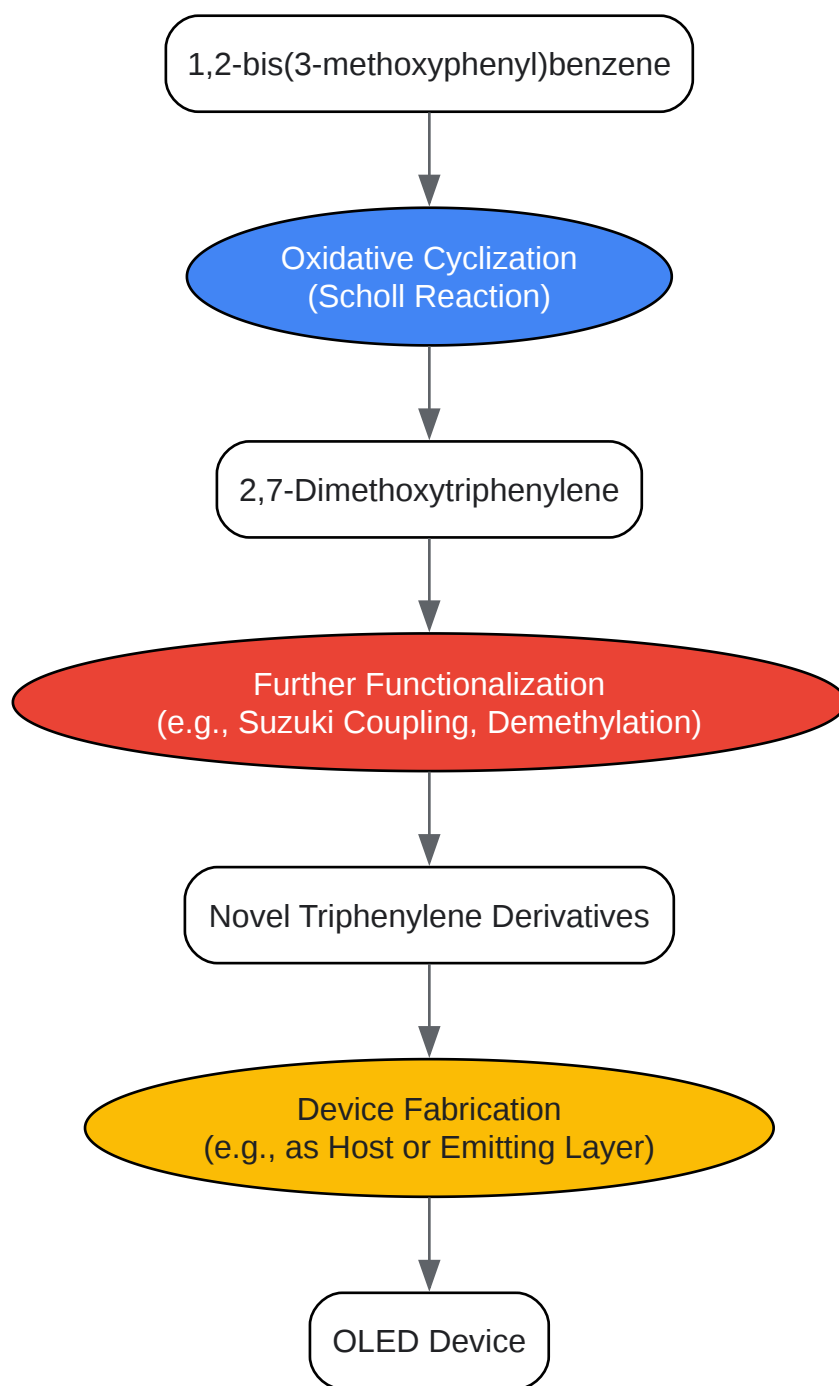 1,2-bis(3-methoxyphenyl)benzene
Oxidative Cyclization
(Scholl Reaction)
2,7-Dimethoxytriphenylene
Further Functionalization
(e.g., Suzuki Coupling, Demethylation)
Novel Triphenylene Derivatives
Device Fabrication
(e.g., as Host or Emitting Layer)
OLED Device